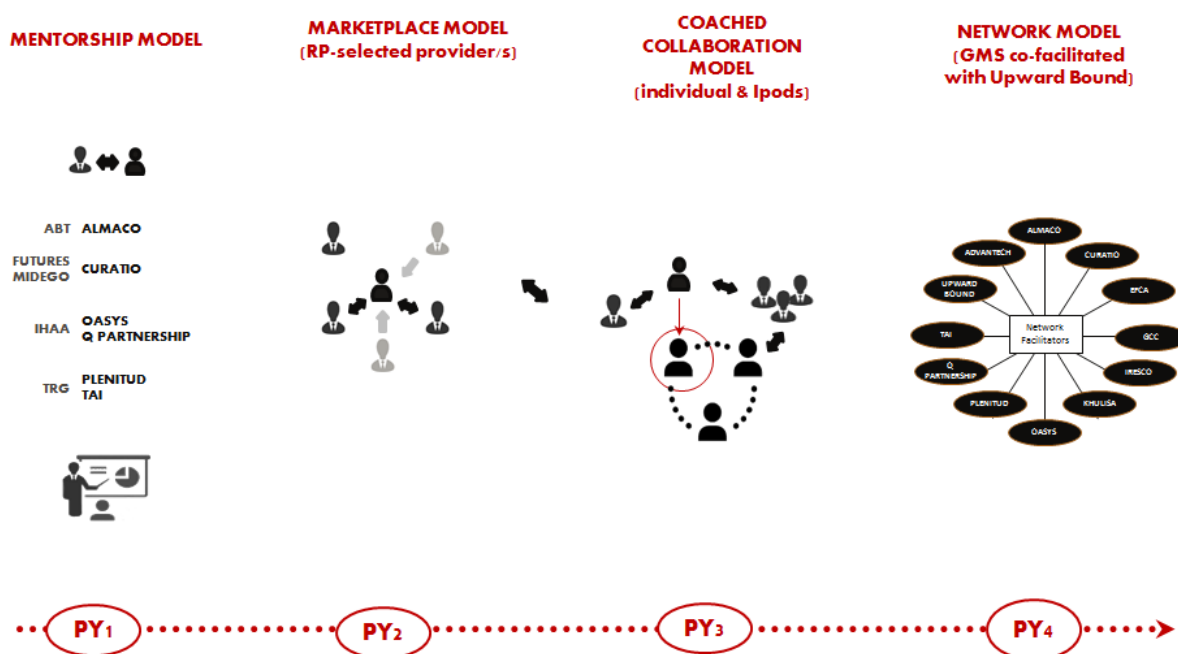 MENTORSHIP MODEL
MARKETPLACE MODEL
(RP-selected provider/s)
COACHED
COLLABORATION
MODEL
(individual & Ipods)
NETWORK MODEL
(GMS co-facilitated
with Upward Bound)
ABT ALMACO
FUTURES
MIDEGO CURATIO
IHAA OASYS
Q PARTNERSHIP
TRG PLENITUD
TAI
ALMACO
ADVANTECH
CURATIO
UPWARD
BOUND
EFCA
TAI
Network
Facilitators
GCC
Q
PARTNERSHIP
IRESCO
PLENITUD
KHULISA
OASYS
PY1
PY2
PY3
PY4